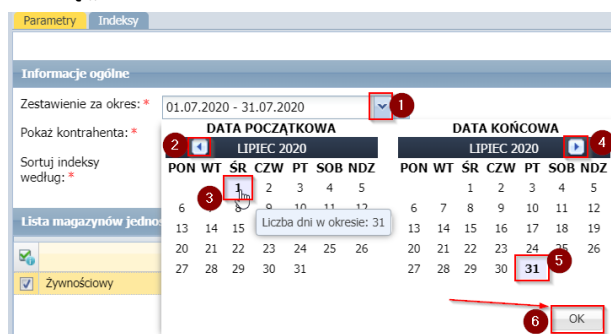 Parametry Indeksy
Informacje ogólne
Zestawienie za okres: * 01.07.2020 - 31.07.2020 1
Pokaż kontrahenta: *
Sortuj indeksy
według: *
DATA POCZĄTKOWA
2 LIPIEC 2020
PON WT ŚR CZW PT SOB NDZ
3 1 2 3 4 5
6 8 9 10 11 12
13 14 15
Liczba dni w okresie: 31
20 21 22 23 24 25 26
27 28 29 30 31
DATA KOŃCOWA
LIPIEC 2020 4
PON WT ŚR CZW PT SOB NDZ
1 2 3 4 5
6 7 8 9 10 11 12
13 14 15 16 17 18 19
20 21 22 23 24 25 26
27 28 29 30 31 5
6 OK
Lista magazynów jedno
Żywnościowy